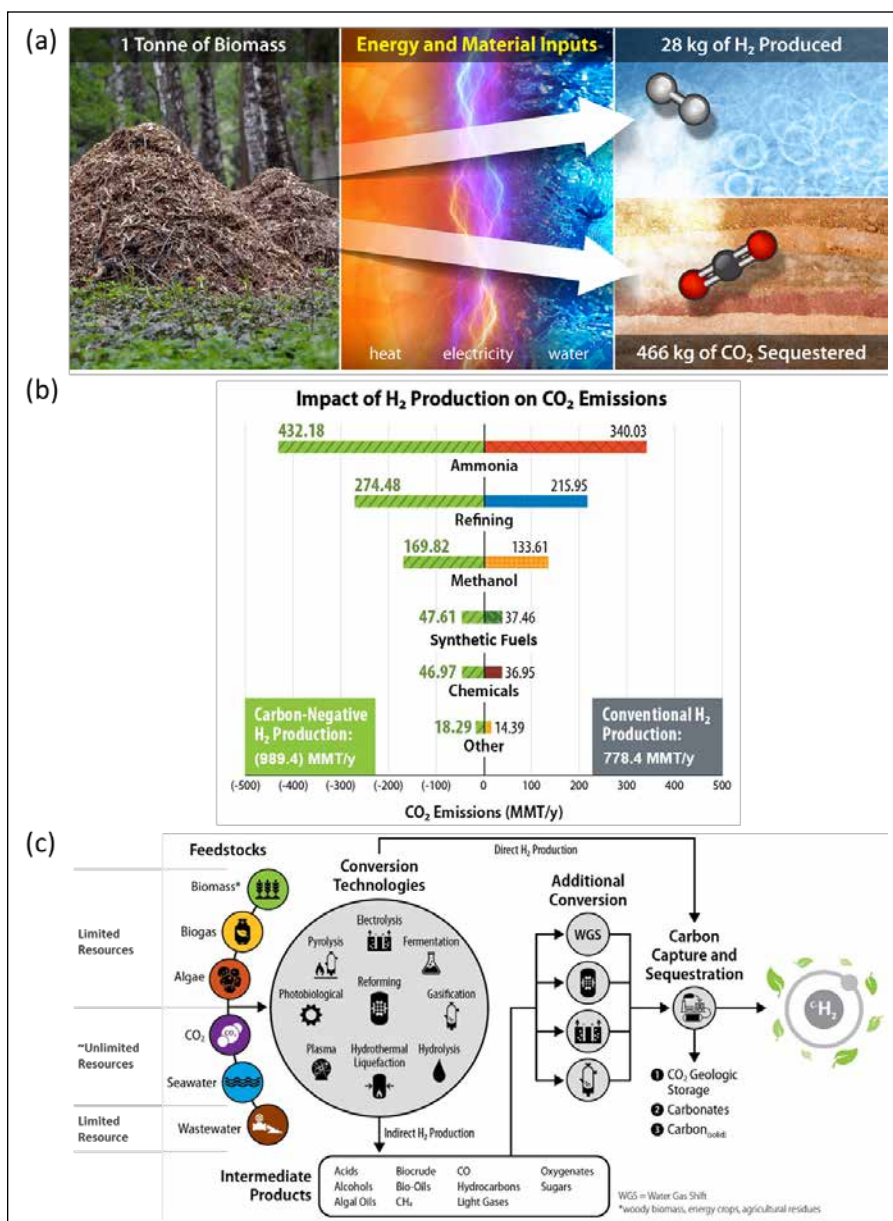 (a)
1 Tonne of Biomass
Energy and Material Inputs
28 kg of H₂ Produced
heat
electricity
water
466 kg of CO₂ Sequestered
(b)
Impact of H₂ Production on CO₂ Emissions
432.18
340.03
Ammonia
274.48
215.95
Refining
169.82
133.61
Methanol
47.61
37.46
Synthetic Fuels
46.97
36.95
Chemicals
18.29
14.39
Other
Carbon-Negative
H₂ Production:
(989.4) MMT/y
Conventional H₂
Production:
778.4 MMT/y
(-500)
(-400)
(-300)
(-200)
(-100)
0
100
200
300
400
500
CO₂ Emissions (MMT/y)
(c)
Feedstocks
Limited
Resources
~Unlimited
Resources
Limited
Resource
Biomass*
Biogas
Algae
CO₂
CO₂
Seawater
Wastewater
Conversion
Technologies
Electrolysis
Pyrolysis
Fermentation
Reforming
Photobiological
Gasification
Plasma
Hydrothermal
Liquefaction
Hydrolysis
Direct H₂ Production
Indirect H₂ Production
Additional
Conversion
WGS
Carbon
Capture and
Sequestration
ᶜH₂
1 CO₂ Geologic
Storage
2 Carbonates
3 Carbon(solid)
Intermediate
Products
Acids
Alcohols
Algal Oils
Biocrude
Bio-Oils
CH₄
CO
Hydrocarbons
Light Gases
Oxygenates
Sugars
WGS = Water Gas Shift
*woody biomass, energy crops, agricultural residues